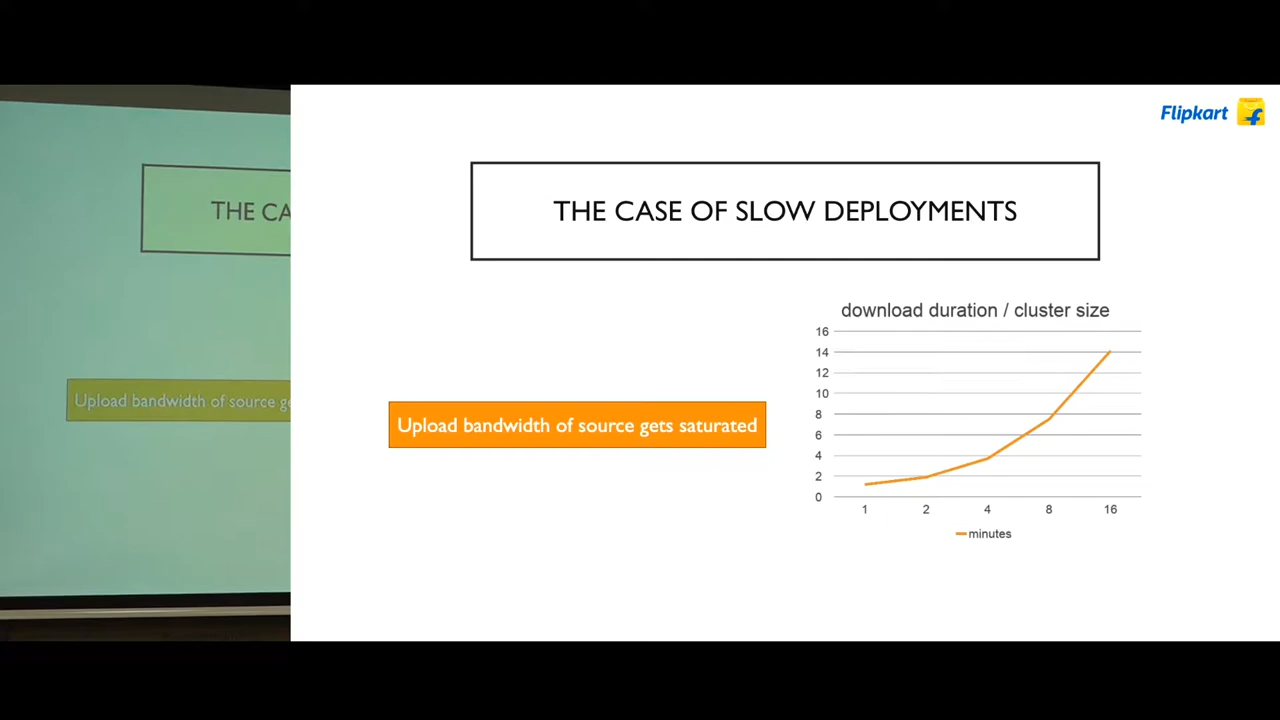 Flipkart
THE CA
THE CASE OF SLOW DEPLOYMENTS
download duration / cluster size
16
14
12
10
8
6
4
2
0
1 2 4 8 16
minutes
Upload bandwidth of source ge
Upload bandwidth of source gets saturated